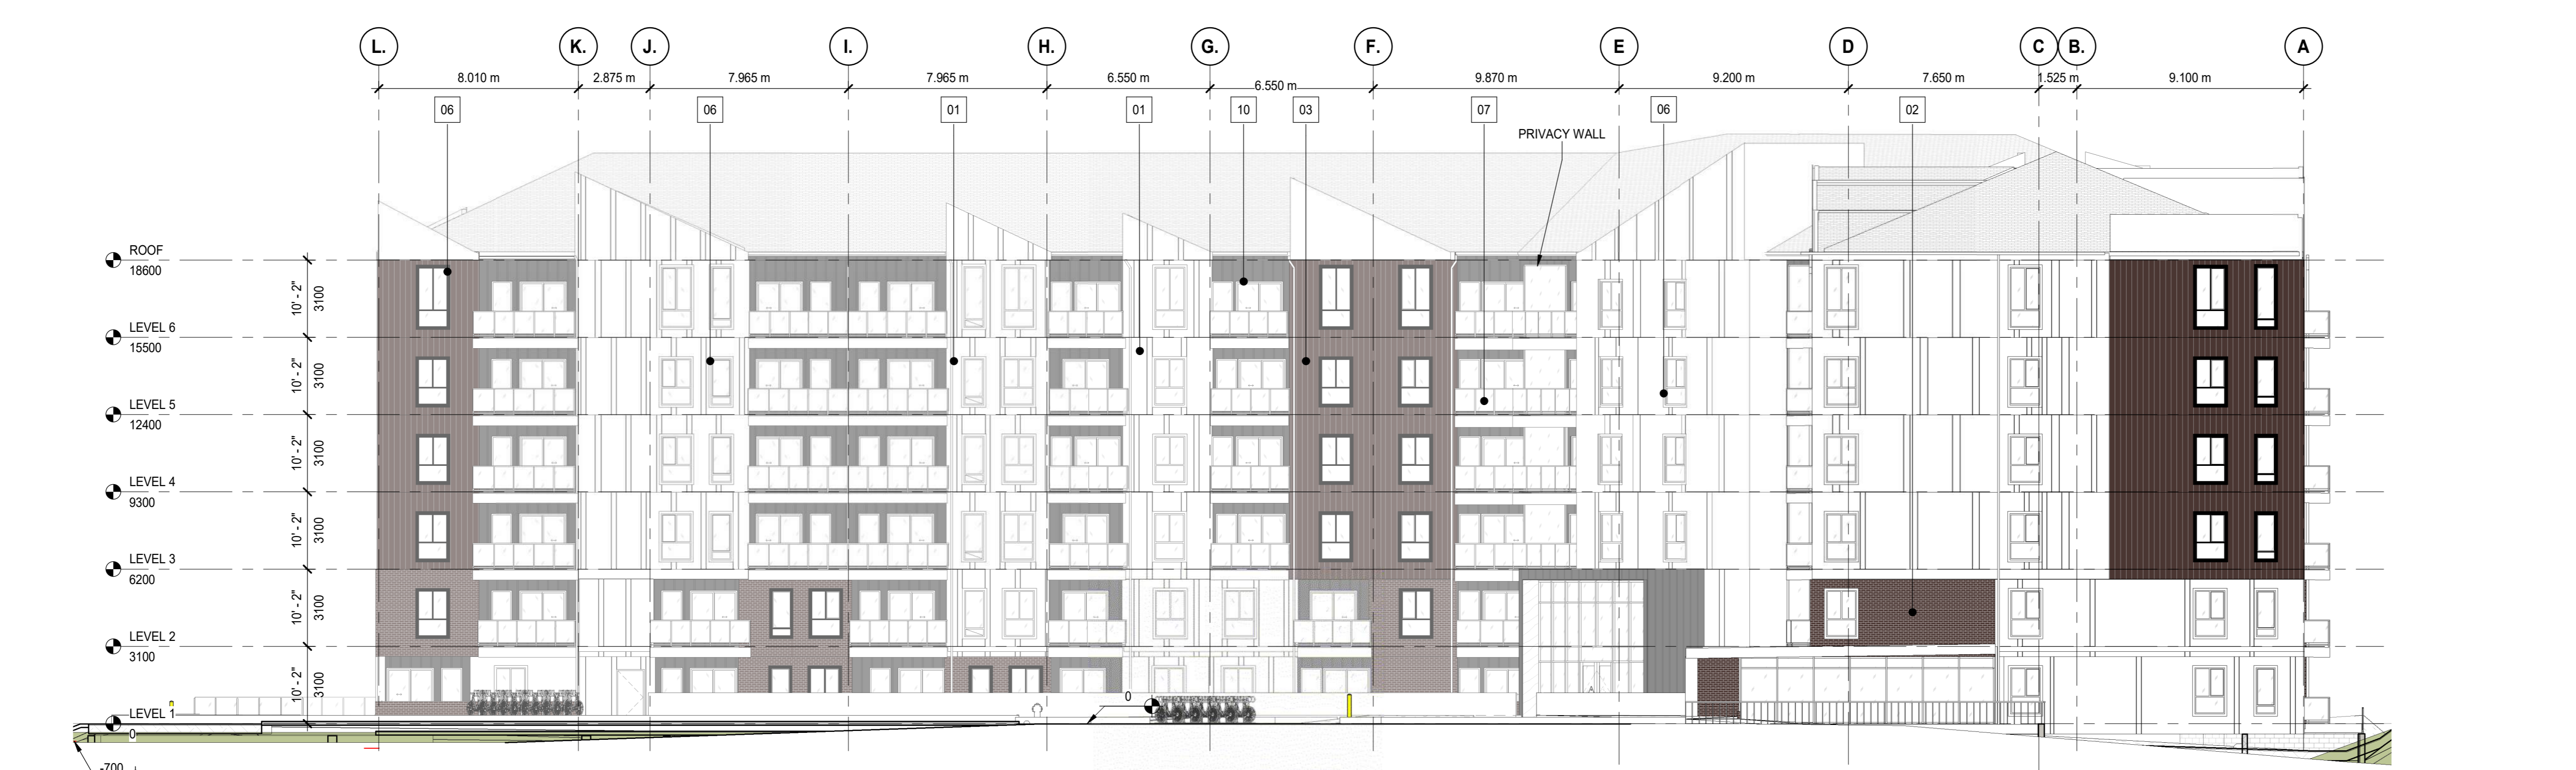 L. K. J. I. H. G. F. E D C B. A
8.010 m 2.875 m 7.965 m 7.965 m 6.550 m 6.550 m 9.870 m 9.200 m 7.650 m 1.525 m 9.100 m
06 06 01 01 10 03 07 06 02
PRIVACY WALL
ROOF
18600
10' - 2" 3100
LEVEL 6
15500
10' - 2" 3100
LEVEL 5
12400
10' - 2" 3100
LEVEL 4
9300
10' - 2" 3100
LEVEL 3
6200
10' - 2" 3100
LEVEL 2
3100
10' - 2" 3100
0
LEVEL 1
0
-700